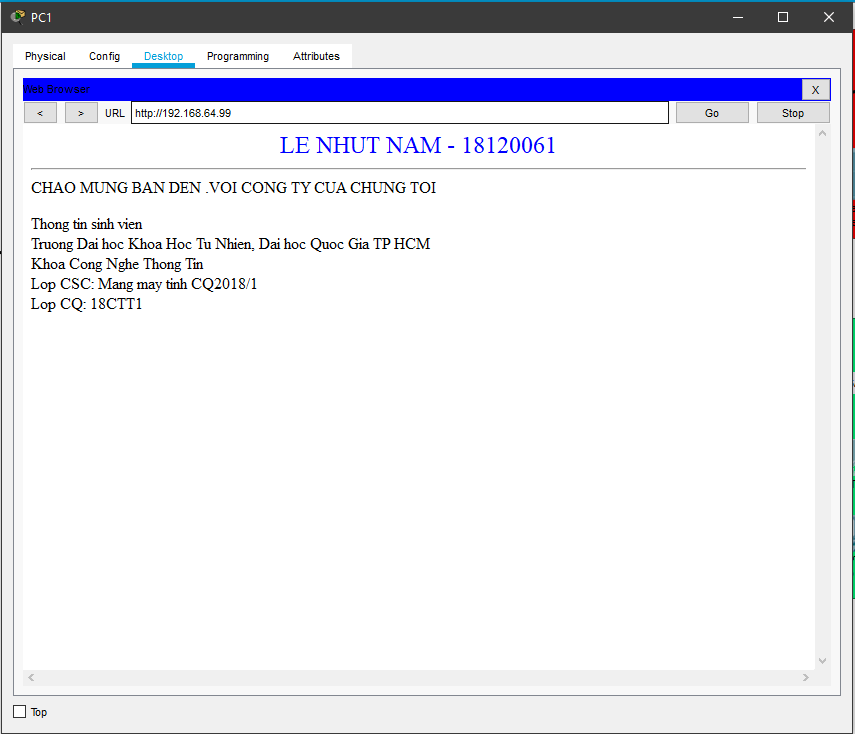 PC1
Physical Config Desktop Programming Attributes
Web Browser X
< > URL http://192.168.64.99 Go Stop
LE NHUT NAM - 18120061
CHAO MUNG BAN DEN .VOI CONG TY CUA CHUNG TOI
Thong tin sinh vien
Truong Dai hoc Khoa Hoc Tu Nhien, Dai hoc Quoc Gia TP HCM
Khoa Cong Nghe Thong Tin
Lop CSC: Mang may tinh CQ2018/1
Lop CQ: 18CTT1
Top